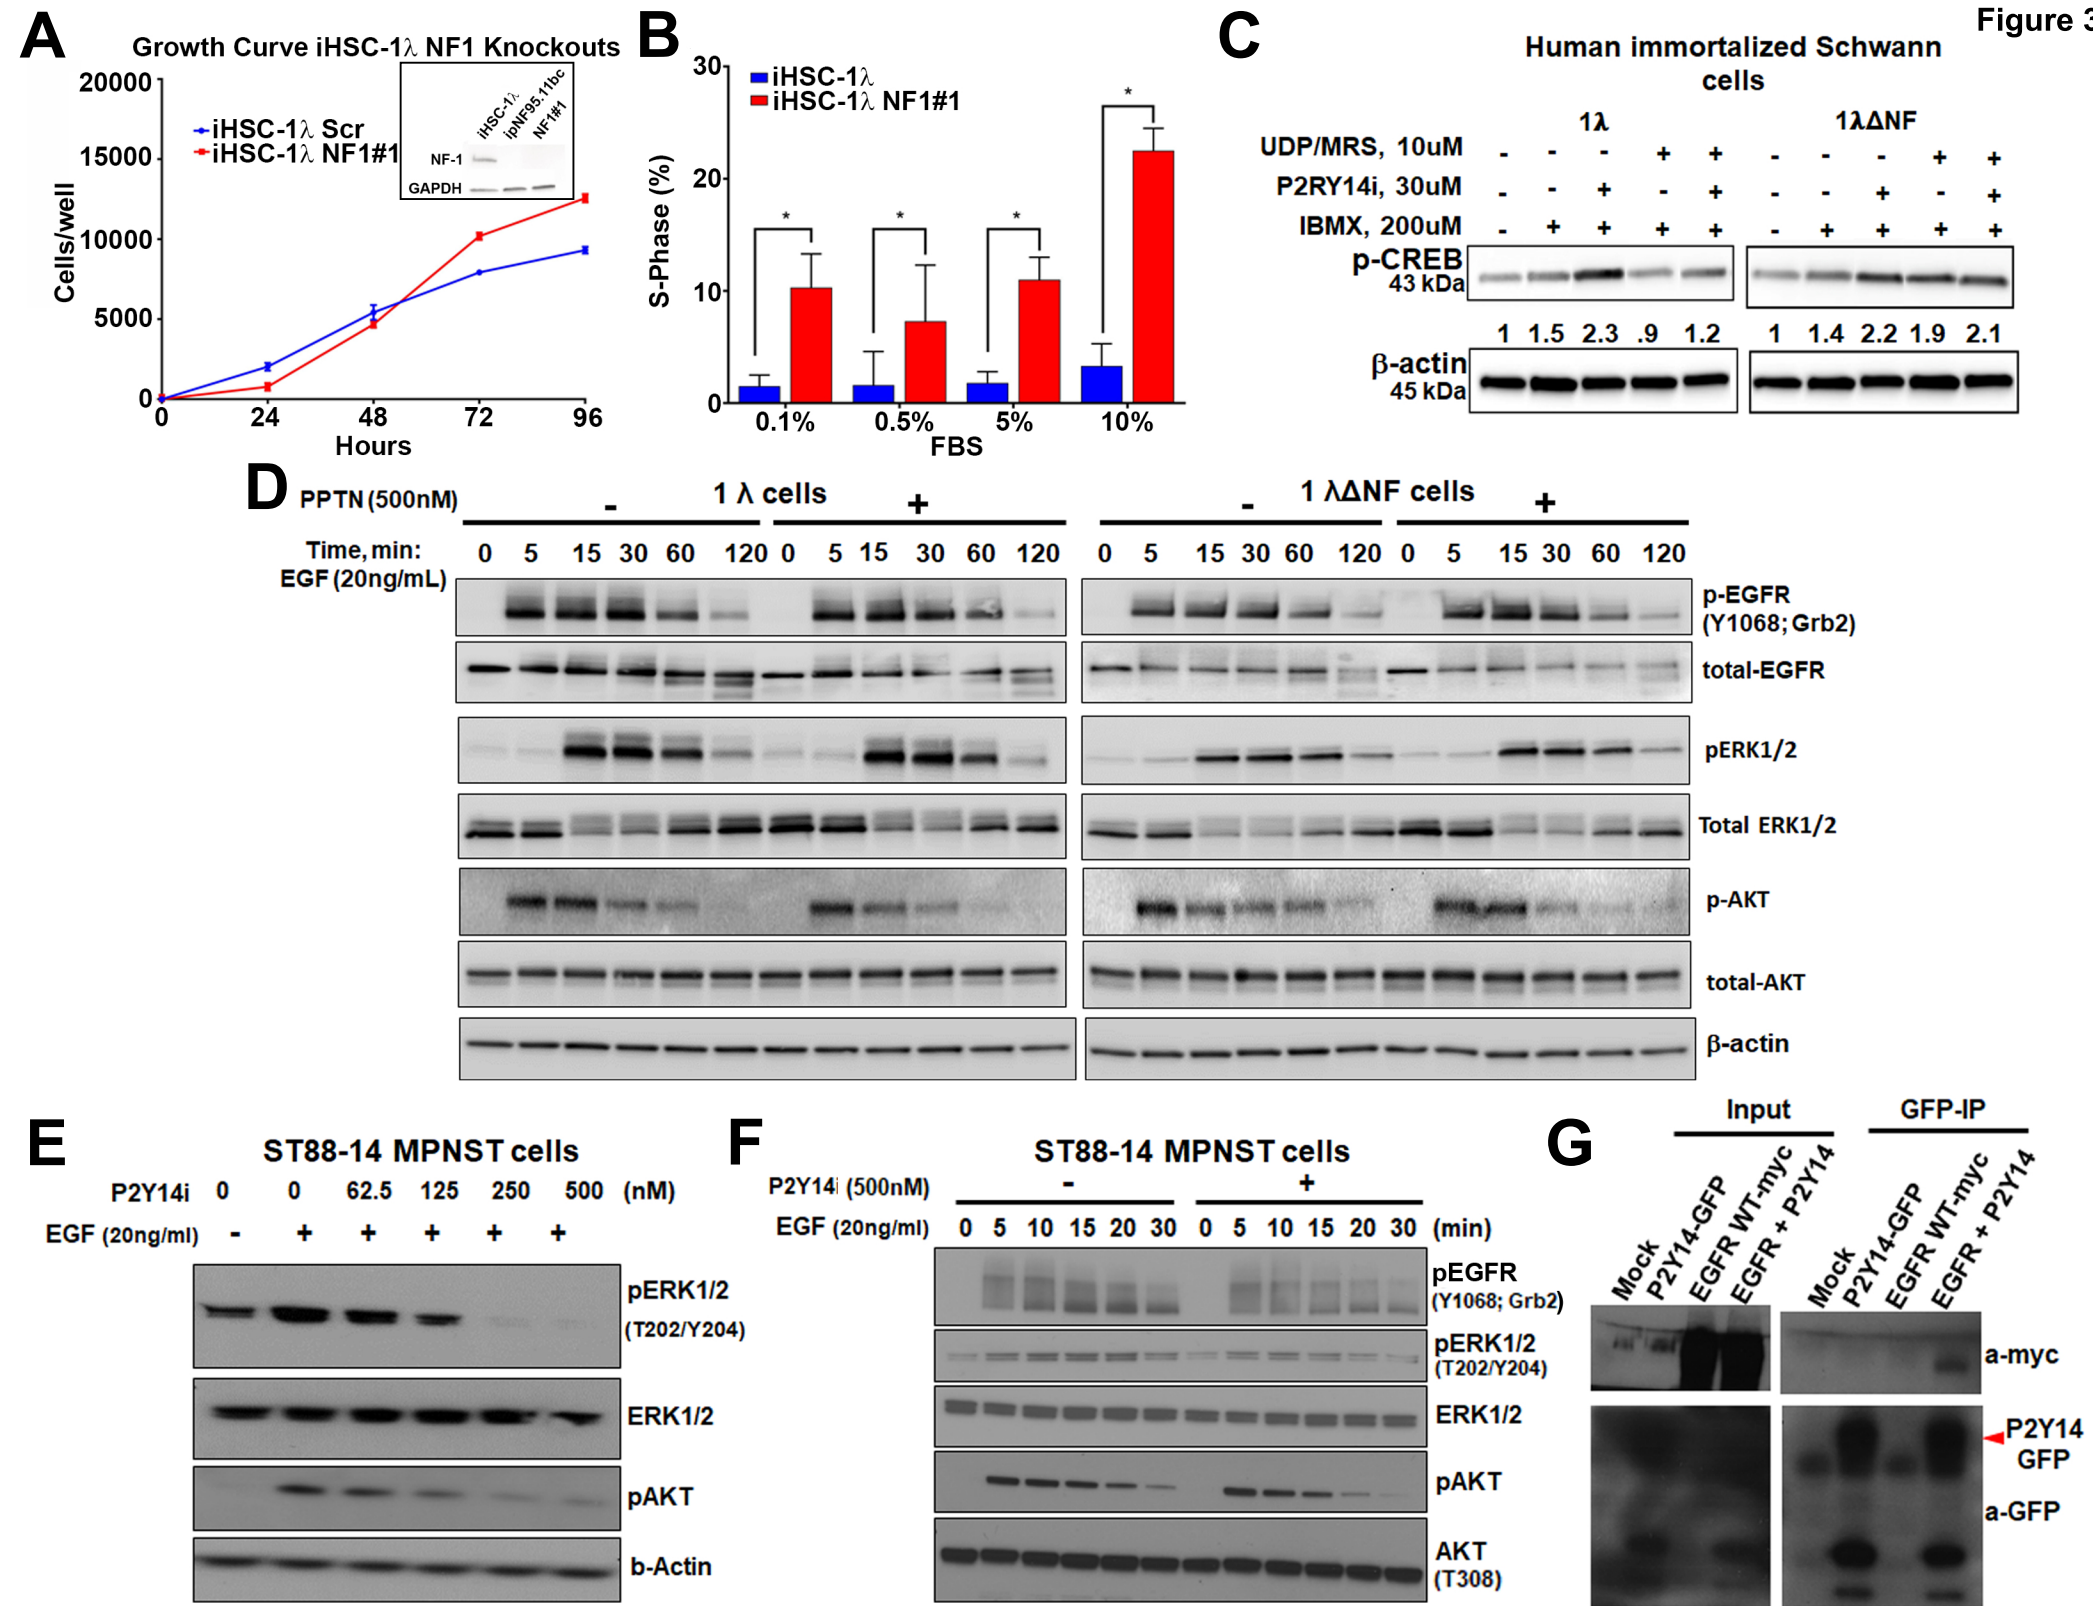 Figure 3
A
Growth Curve iHSC-1λ NF1 Knockouts
20000
15000
10000
5000
0
Cells/well
iHSC-1λ Scr
iHSC-1λ NF1#1
iHSC-1λ
ipNF95.11bc
NF1#1
NF-1
GAPDH
0 24 48 72 96
Hours
B
30
20
10
0
S-Phase (%)
iHSC-1λ
iHSC-1λ NF1#1
* * * *
0.1% 0.5% 5% 10%
FBS
C
Human immortalized Schwann
cells
1λ 1λΔNF
UDP/MRS, 10uM - - - + + - - - + +
P2RY14i, 30uM - - + - + - - + - +
IBMX, 200uM - + + + + - + + + +
p-CREB
43 kDa
1 1.5 2.3 .9 1.2 1 1.4 2.2 1.9 2.1
β-actin
45 kDa
D
1 λ cells 1 λΔNF cells
PPTN (500nM) - + - +
Time, min: 0 5 15 30 60 120 0 5 15 30 60 120 0 5 15 30 60 120 0 5 15 30 60 120
EGF (20ng/mL)
p-EGFR
(Y1068; Grb2)
total-EGFR
pERK1/2
Total ERK1/2
p-AKT
total-AKT
β-actin
E
ST88-14 MPNST cells
P2Y14i 0 0 62.5 125 250 500 (nM)
EGF (20ng/ml) - + + + + +
pERK1/2
(T202/Y204)
ERK1/2
pAKT
b-Actin
F
ST88-14 MPNST cells
P2Y14i (500nM) - +
EGF (20ng/ml) 0 5 10 15 20 30 0 5 10 15 20 30 (min)
pEGFR
(Y1068; Grb2)
pERK1/2
(T202/Y204)
ERK1/2
pAKT
AKT
(T308)
G
Input GFP-IP
Mock
P2Y14-GFP
EGFR WT-myc
EGFR + P2Y14
Mock
P2Y14-GFP
EGFR WT-myc
EGFR + P2Y14
a-myc
P2Y14
GFP
a-GFP